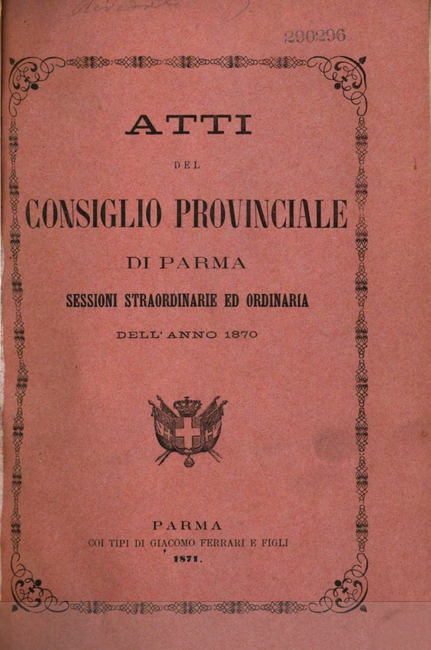 290296
ATTI
DEL
CONSIGLIO PROVINCIALE
DI PARMA
SESSIONI STRAORDINARIE ED ORDINARIA
DELL'ANNO 1870
PARMA
COI TIPI DI GIACOMO FERRARI E FIGLI
1871.